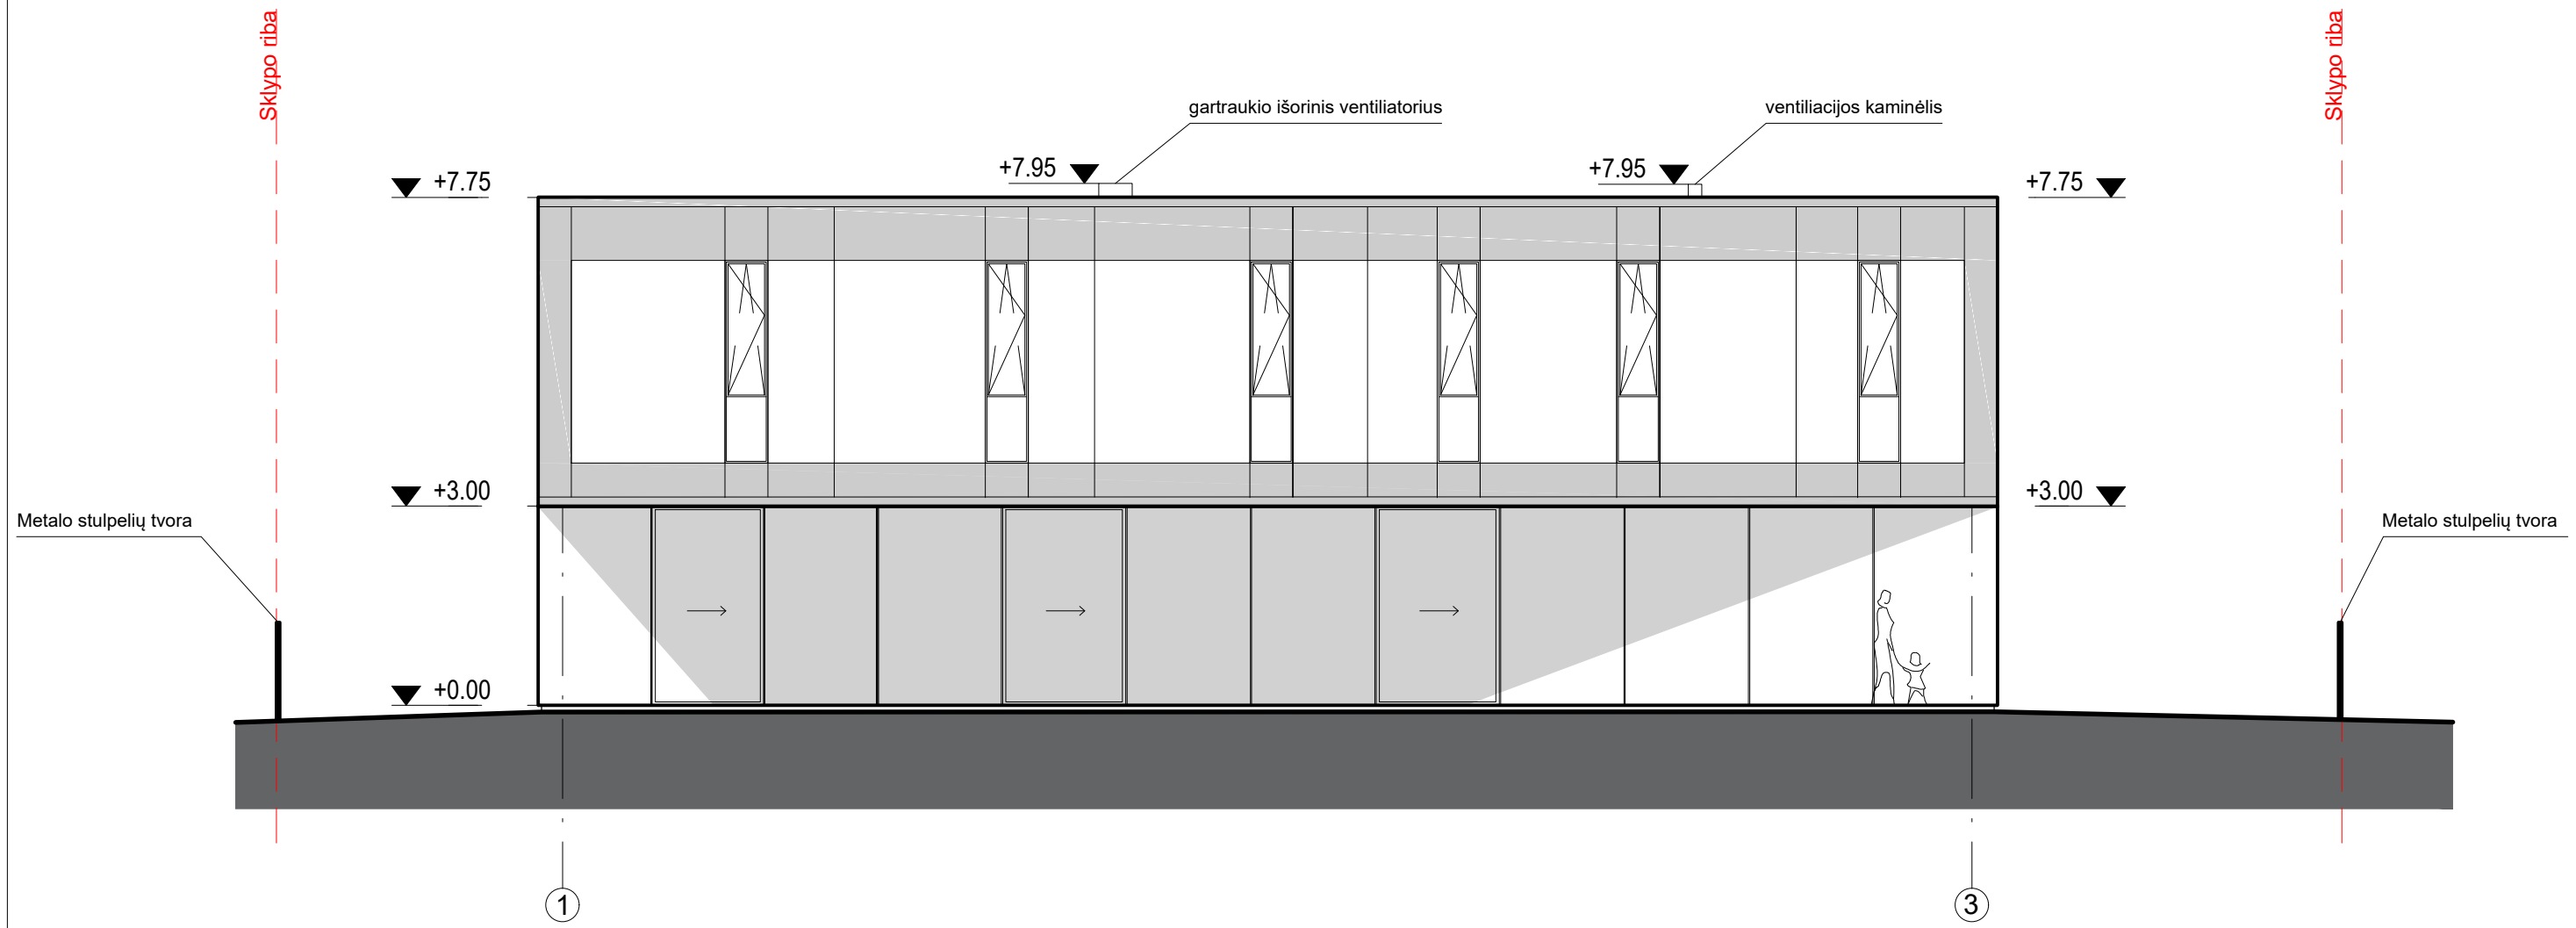 Sklypo riba
Sklypo riba
gartraukio išorinis ventiliatorius
ventiliacijos kaminėlis
+7.95
+7.95
+7.75
+7.75
+3.00
+3.00
Metalo stulpelių tvora
Metalo stulpelių tvora
+0.00
1
3